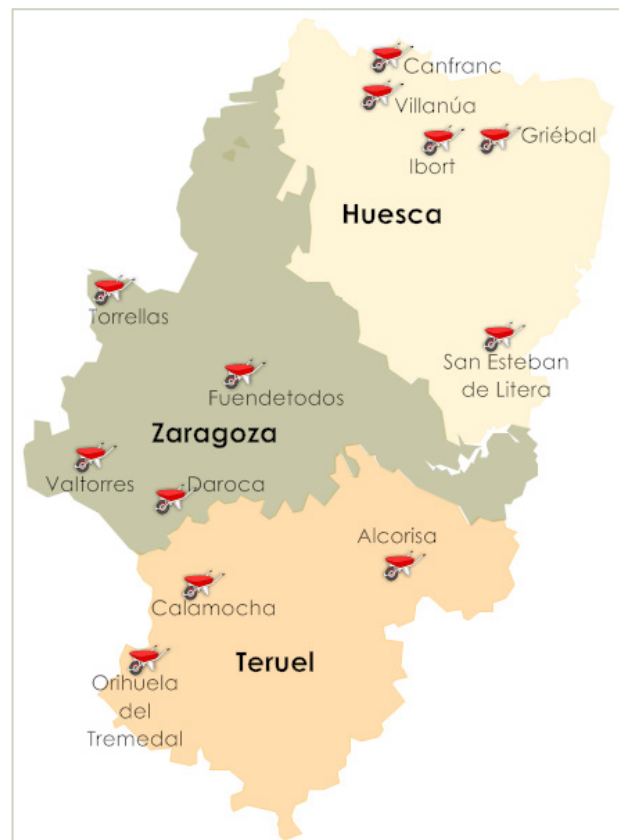 Canfranc
Villanúa
Griébal
Ibort
Huesca
Torrellas
San Esteban
de Litera
Fuendetodos
Zaragoza
Valtorres
Daroca
Alcorisa
Calamocha
Teruel
Orihuela
del
Tremedal